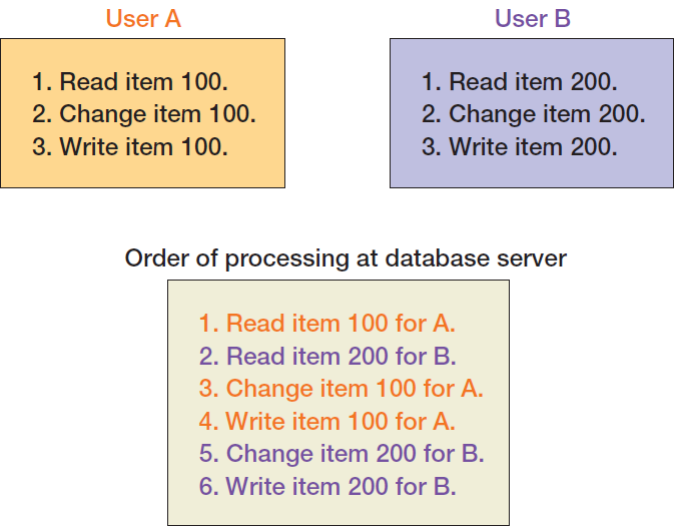 User A
User B
1. Read item 100.
2. Change item 100.
3. Write item 100.
1. Read item 200.
2. Change item 200.
3. Write item 200.
Order of processing at database server
1. Read item 100 for A.
2. Read item 200 for B.
3. Change item 100 for A.
4. Write item 100 for A.
5. Change item 200 for B.
6. Write item 200 for B.